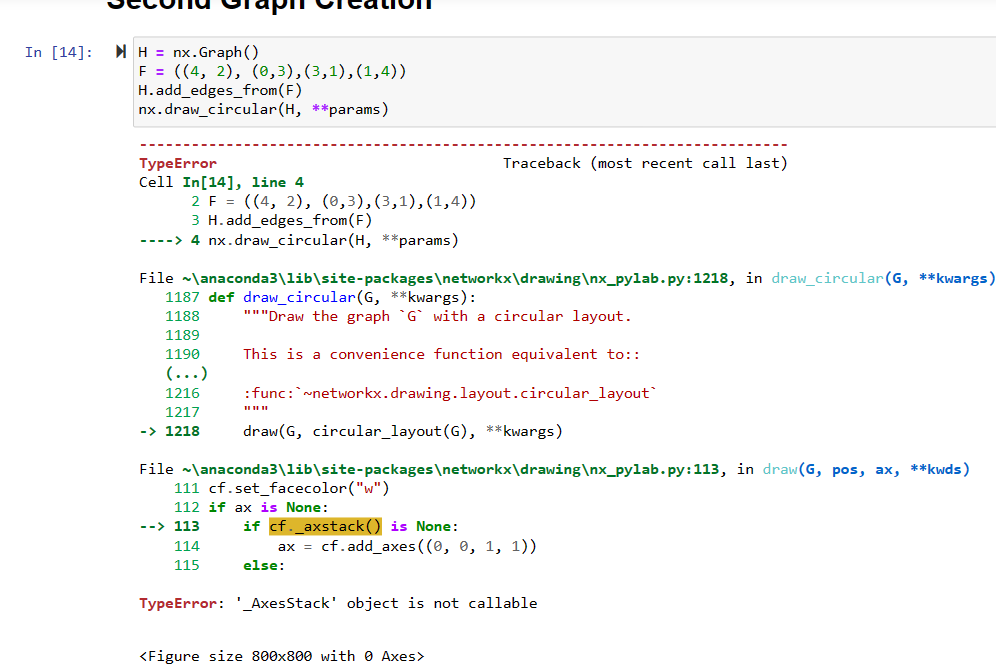 Second Graph Creation
In [14]:
H = nx.Graph()
F = ((4, 2), (0,3),(3,1),(1,4))
H.add_edges_from(F)
nx.draw_circular(H, **params)
---------------------------------------------------------------------------
TypeError                                 Traceback (most recent call last)
Cell In[14], line 4
      2 F = ((4, 2), (0,3),(3,1),(1,4))
      3 H.add_edges_from(F)
----> 4 nx.draw_circular(H, **params)
File ~\anaconda3\lib\site-packages\networkx\drawing\nx_pylab.py:1218, in draw_circular(G, **kwargs)
   1187 def draw_circular(G, **kwargs):
   1188     """Draw the graph `G` with a circular layout.
   1189
   1190     This is a convenience function equivalent to::
   (...)
   1216     :func:`~networkx.drawing.layout.circular_layout`
   1217     """
-> 1218     draw(G, circular_layout(G), **kwargs)
File ~\anaconda3\lib\site-packages\networkx\drawing\nx_pylab.py:113, in draw(G, pos, ax, **kwds)
    111 cf.set_facecolor("w")
    112 if ax is None:
--> 113     if cf._axstack() is None:
    114         ax = cf.add_axes((0, 0, 1, 1))
    115     else:
TypeError: '_AxesStack' object is not callable
<Figure size 800x800 with 0 Axes>